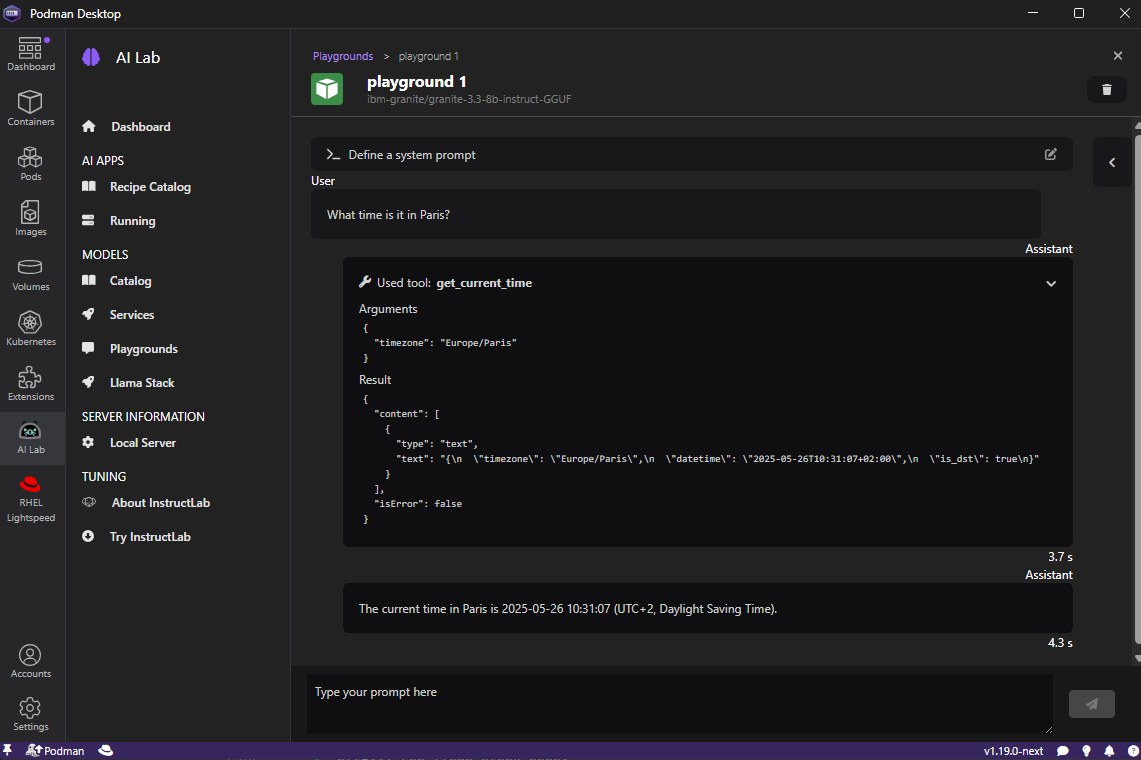 Podman Desktop
Dashboard
Containers
Pods
Images
Volumes
Kubernetes
Extensions
AI Lab
RHEL
Lightspeed
Accounts
Settings
AI Lab
Dashboard
AI APPS
Recipe Catalog
Running
MODELS
Catalog
Services
Playgrounds
Llama Stack
SERVER INFORMATION
Local Server
TUNING
About InstructLab
Try InstructLab
Playgrounds > playground 1
playground 1
ibm-granite/granite-3.3-8b-instruct-GGUF
Define a system prompt
User
What time is it in Paris?
Assistant
Used tool: get_current_time
Arguments
{
"timezone": "Europe/Paris"
}
Result
{
"content": [
{
"type": "text",
"text": "{\n  \"timezone\": \"Europe/Paris\",\n  \"datetime\": \"2025-05-26T10:31:07+02:00\",\n  \"is_dst\": true\n}"
}
],
"isError": false
}
3.7 s
Assistant
The current time in Paris is 2025-05-26 10:31:07 (UTC+2, Daylight Saving Time).
4.3 s
Type your prompt here
Podman
v1.19.0-next